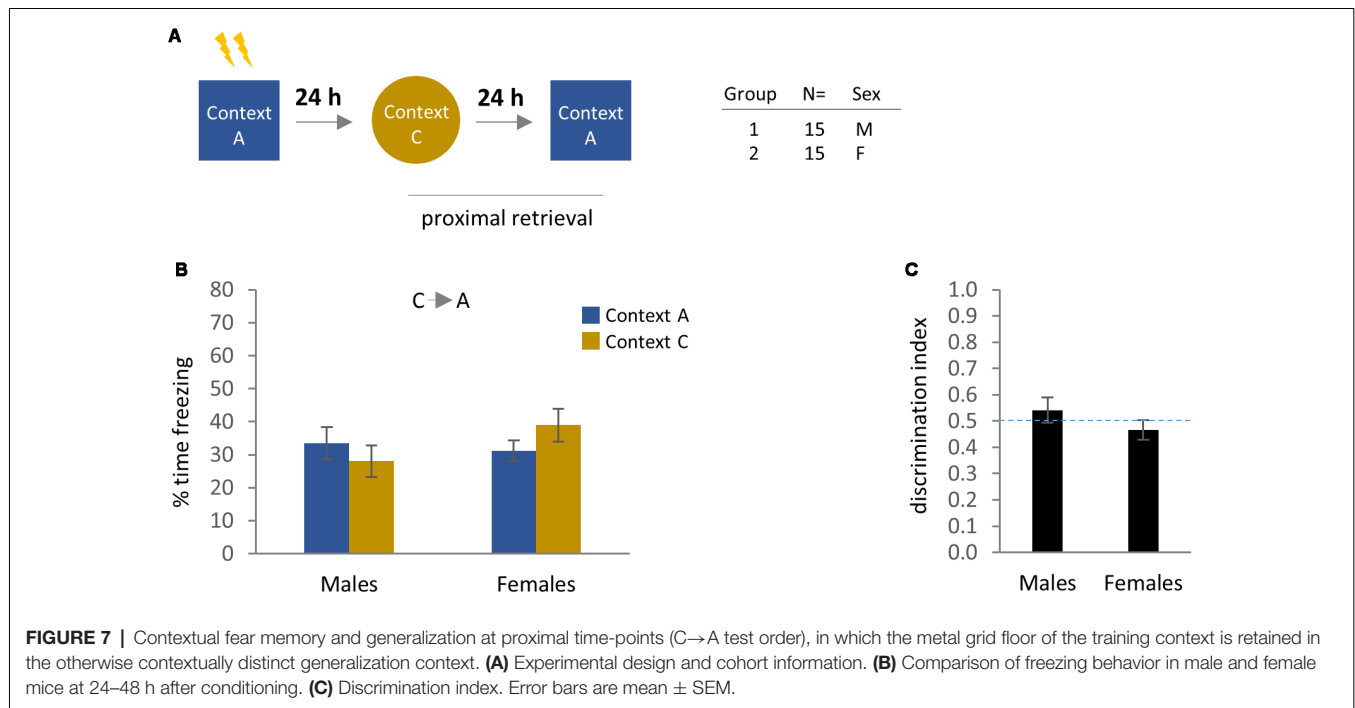 A
Context
A
24 h
Context
C
24 h
Context
A
proximal retrieval
Group N= Sex
1 15 M
2 15 F
B
% time freezing
80
70
60
50
40
30
20
10
0
C A
Context A
Context C
Males Females
C
discrimination index
1.0
0.9
0.8
0.7
0.6
0.5
0.4
0.3
0.2
0.1
0.0
Males Females
FIGURE 7 | Contextual fear memory and generalization at proximal time-points (C→A test order), in which the metal grid floor of the training context is retained in
the otherwise contextually distinct generalization context. (A) Experimental design and cohort information. (B) Comparison of freezing behavior in male and female
mice at 24–48 h after conditioning. (C) Discrimination index. Error bars are mean ± SEM.